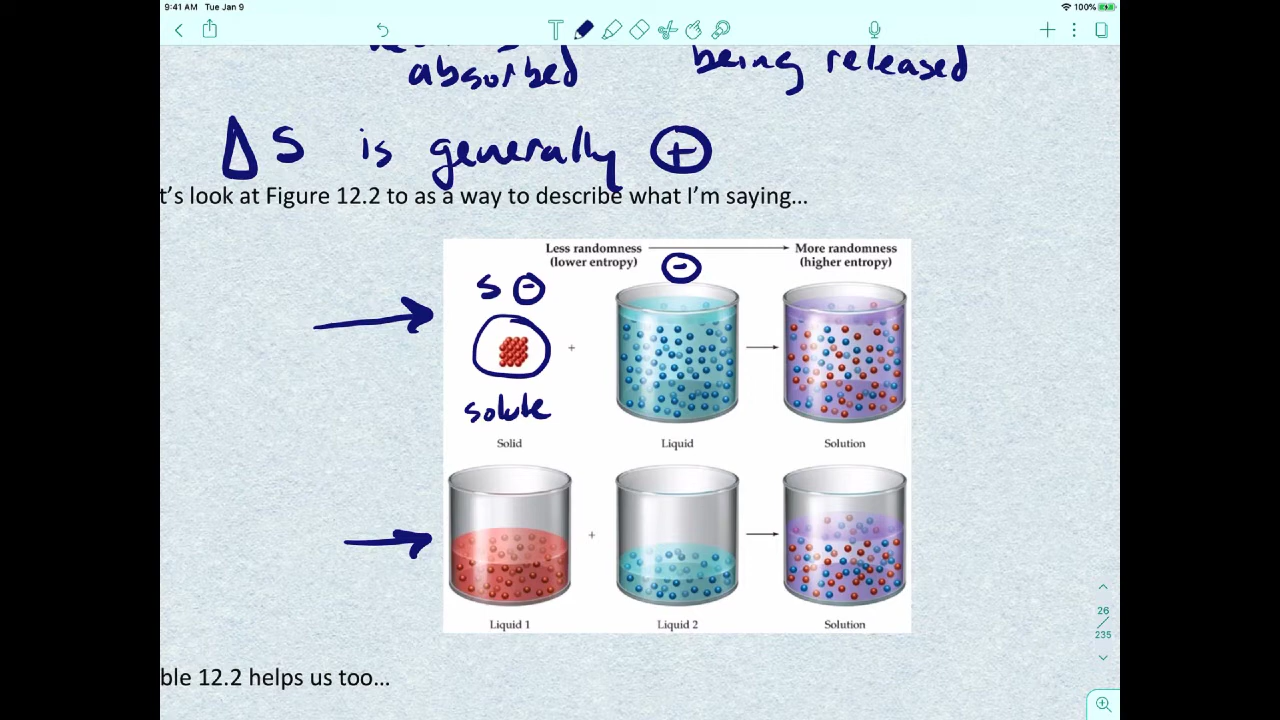 9:41 AM Tue Jan 9
100%
absorbed being released
ΔS is generally ⊕
t's look at Figure 12.2 to as a way to describe what I'm saying...
Less randomness
(lower entropy)
More randomness
(higher entropy)
S ⊖
⊖
+
solute
Solid
Liquid
Solution
+
Liquid 1
Liquid 2
Solution
ble 12.2 helps us too...
26
/
235